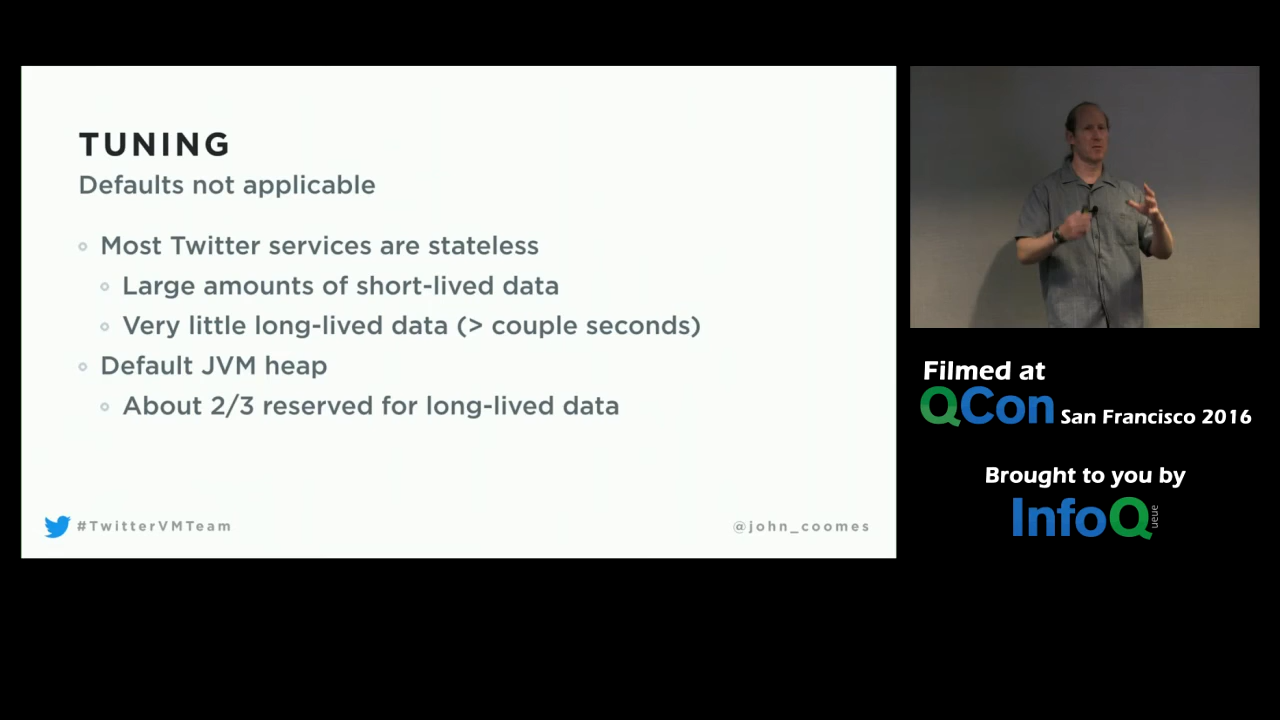 TUNING
Defaults not applicable
Most Twitter services are stateless
Large amounts of short-lived data
Very little long-lived data (> couple seconds)
Default JVM heap
About 2/3 reserved for long-lived data
#TwitterVMTeam
@john_coomes
Filmed at
QCon San Francisco 2016
Brought to you by
InfoQ
ueue